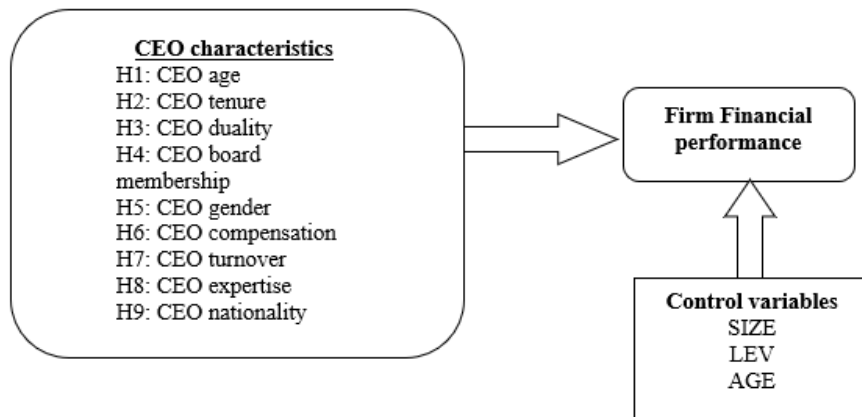 CEO characteristics
H1: CEO age
H2: CEO tenure
H3: CEO duality
H4: CEO board
membership
H5: CEO gender
H6: CEO compensation
H7: CEO turnover
H8: CEO expertise
H9: CEO nationality
Firm Financial
performance
Control variables
SIZE
LEV
AGE